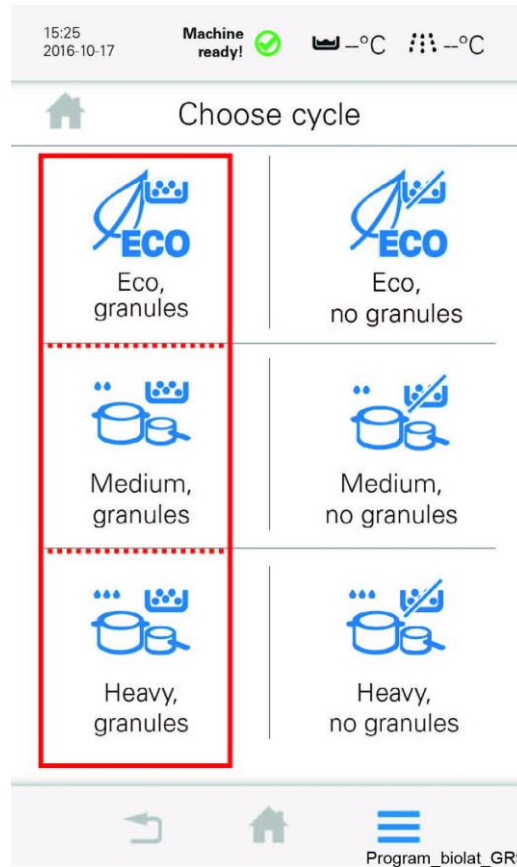 15:25
2016-10-17
Machine
ready!
--°C
--°C
Choose cycle
ECO
Eco,
granules
ECO
Eco,
no granules
Medium,
granules
Medium,
no granules
Heavy,
granules
Heavy,
no granules
Program_biolat_GR